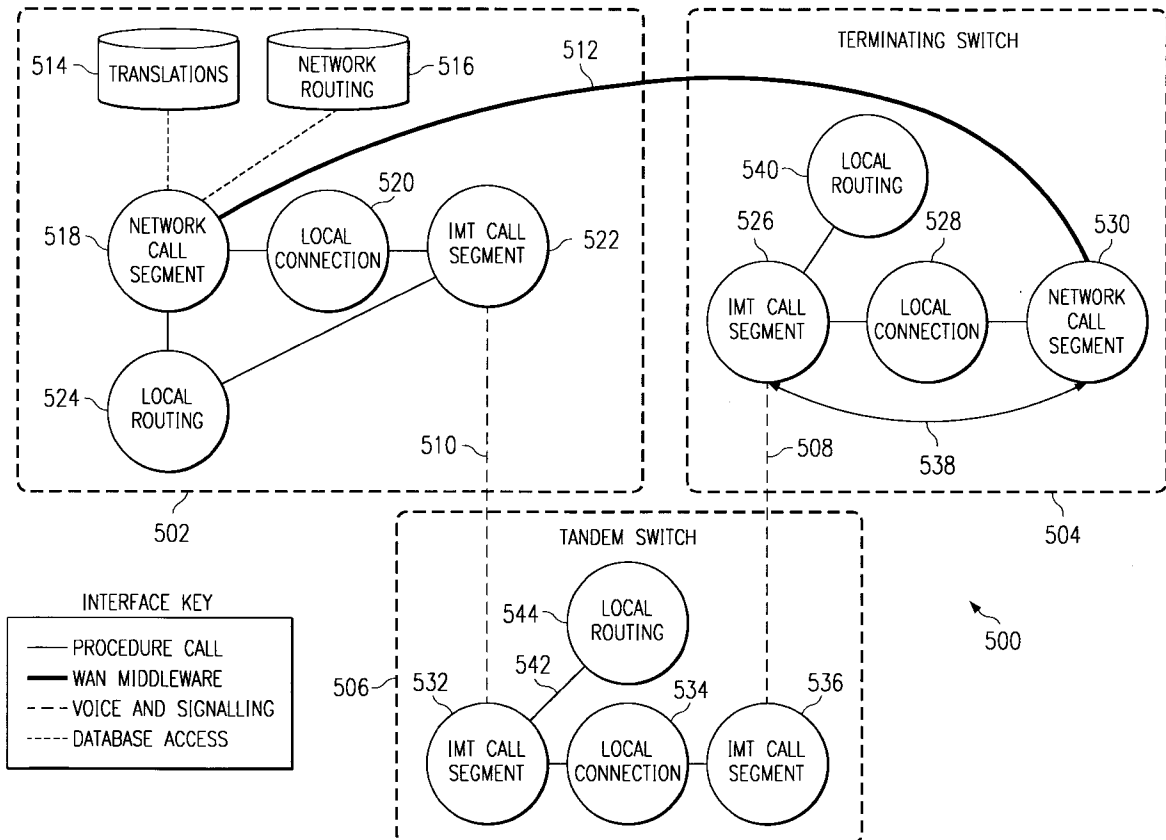 514
TRANSLATIONS
NETWORK
ROUTING
516
512
TERMINATING SWITCH
518
NETWORK
CALL
SEGMENT
520
LOCAL
CONNECTION
IMT CALL
SEGMENT
522
524
LOCAL
ROUTING
540
LOCAL
ROUTING
526
528
530
IMT CALL
SEGMENT
LOCAL
CONNECTION
NETWORK
CALL
SEGMENT
538
510
508
502
504
TANDEM SWITCH
544
LOCAL
ROUTING
542
506
532
534
536
IMT CALL
SEGMENT
LOCAL
CONNECTION
IMT CALL
SEGMENT
500
INTERFACE KEY
PROCEDURE CALL
WAN MIDDLEWARE
VOICE AND SIGNALLING
DATABASE ACCESS